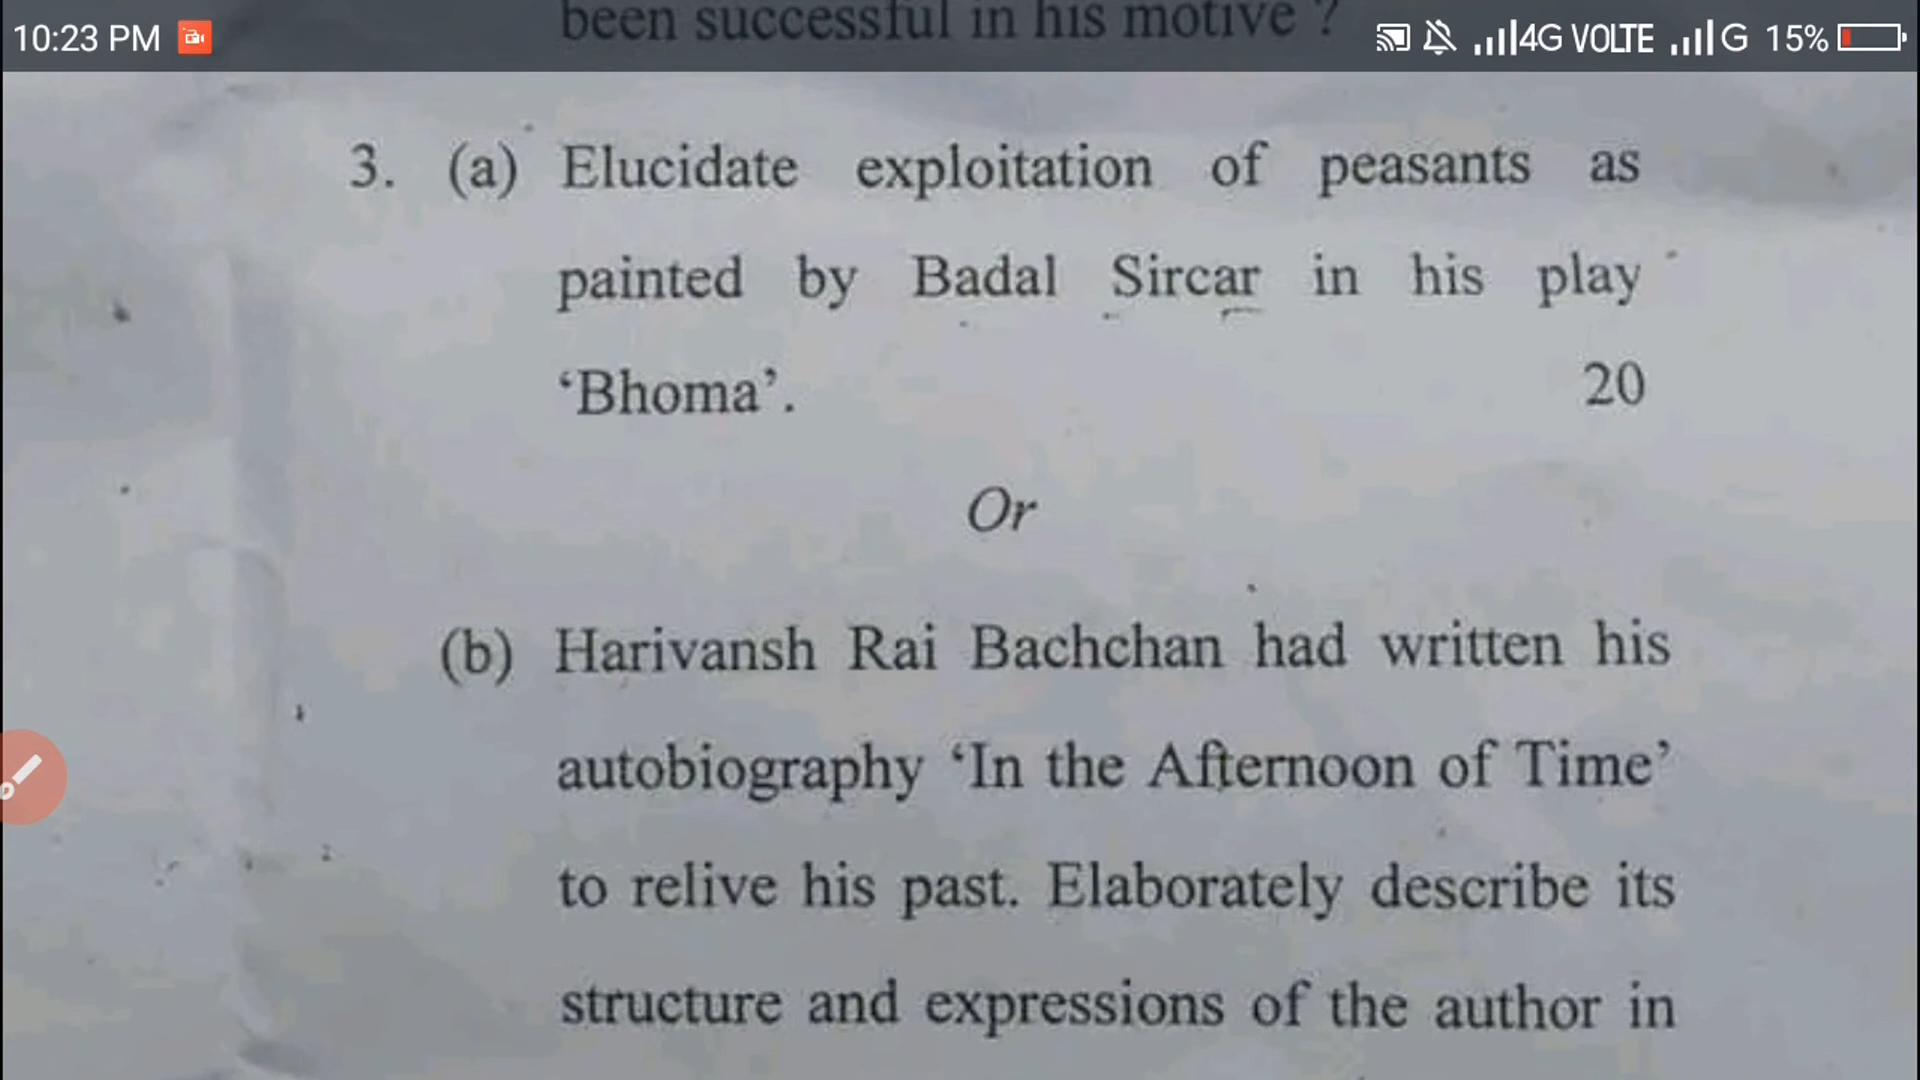 been successful in his motive ?
10:23 PM 4G VOLTE G 15%
3. (a) Elucidate exploitation of peasants as
painted by Badal Sircar in his play
‘Bhoma’. 20
Or
(b) Harivansh Rai Bachchan had written his
autobiography ‘In the Afternoon of Time’
to relive his past. Elaborately describe its
structure and expressions of the author in